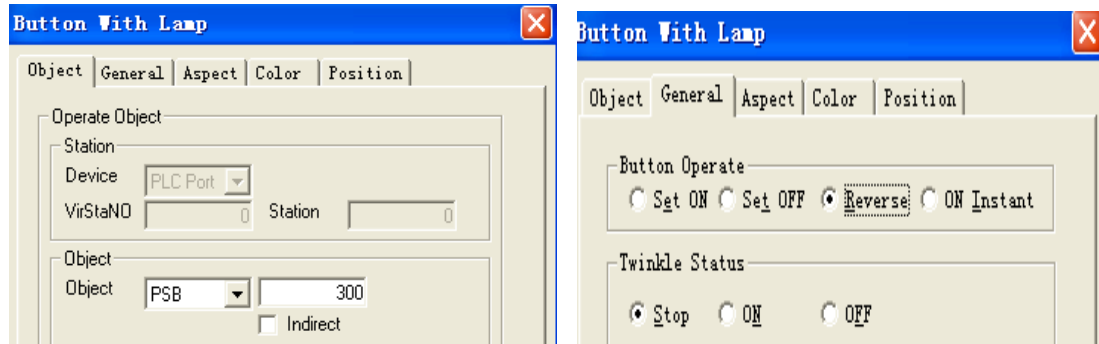 Button With Lamp
Object General Aspect Color Position
Operate Object
Station
Device PLC Port
VirStaNO 0 Station 0
Object
Object PSB 300
Indirect
Button With Lamp
Object General Aspect Color Position
Button Operate
Set ON Set OFF Reverse ON Instant
Twinkle Status
Stop ON OFF